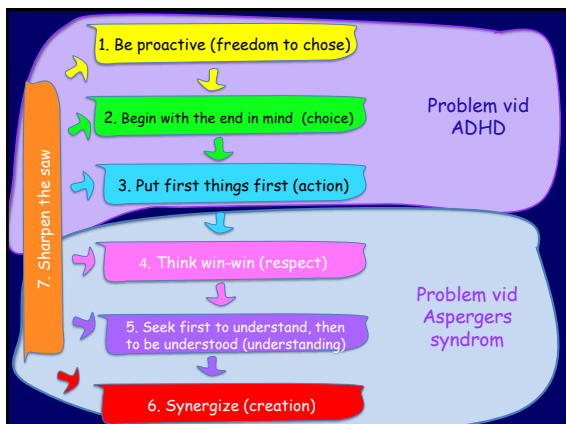 1. Be proactive (freedom to chose)
2. Begin with the end in mind (choice)
3. Put first things first (action)
Problem vid
ADHD
7. Sharpen the saw
4. Think win-win (respect)
5. Seek first to understand, then
to be understood (understanding)
6. Synergize (creation)
Problem vid
Aspergers
syndrom